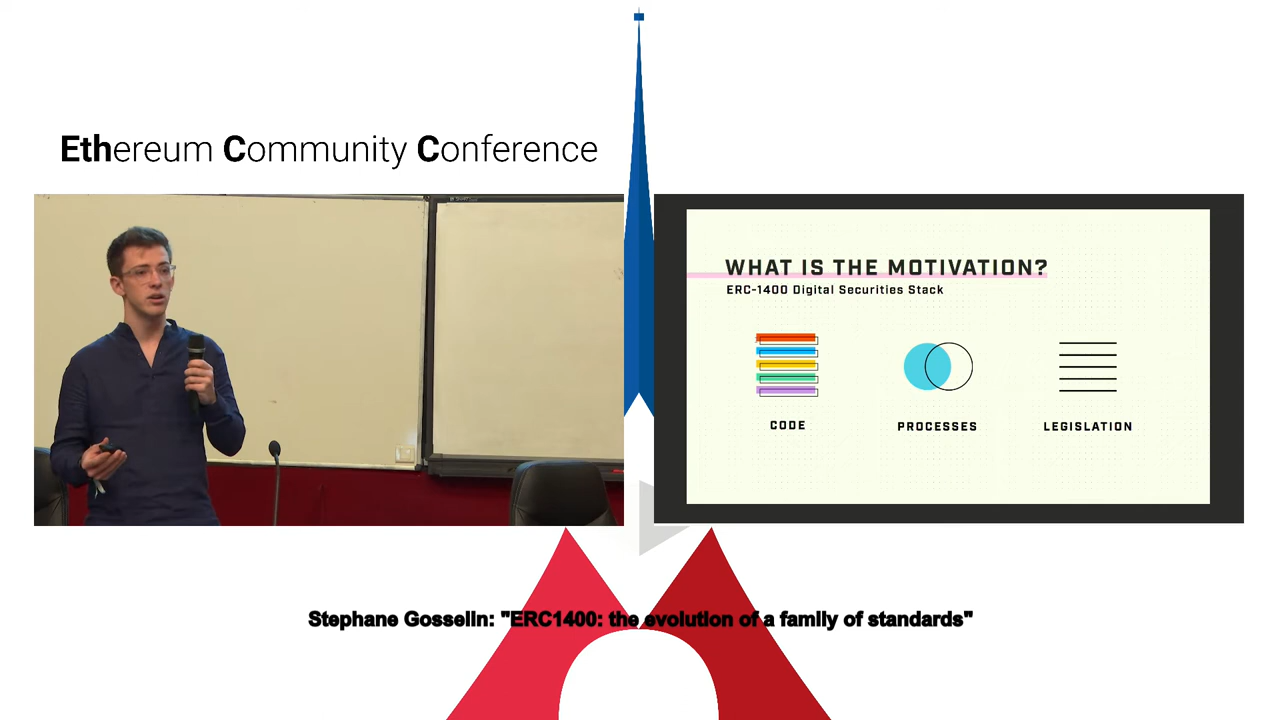 Ethereum Community Conference
WHAT IS THE MOTIVATION?
ERC-1400 Digital Securities Stack
CODE
PROCESSES
LEGISLATION
Stephane Gosselin: "ERC1400: the evolution of a family of standards"